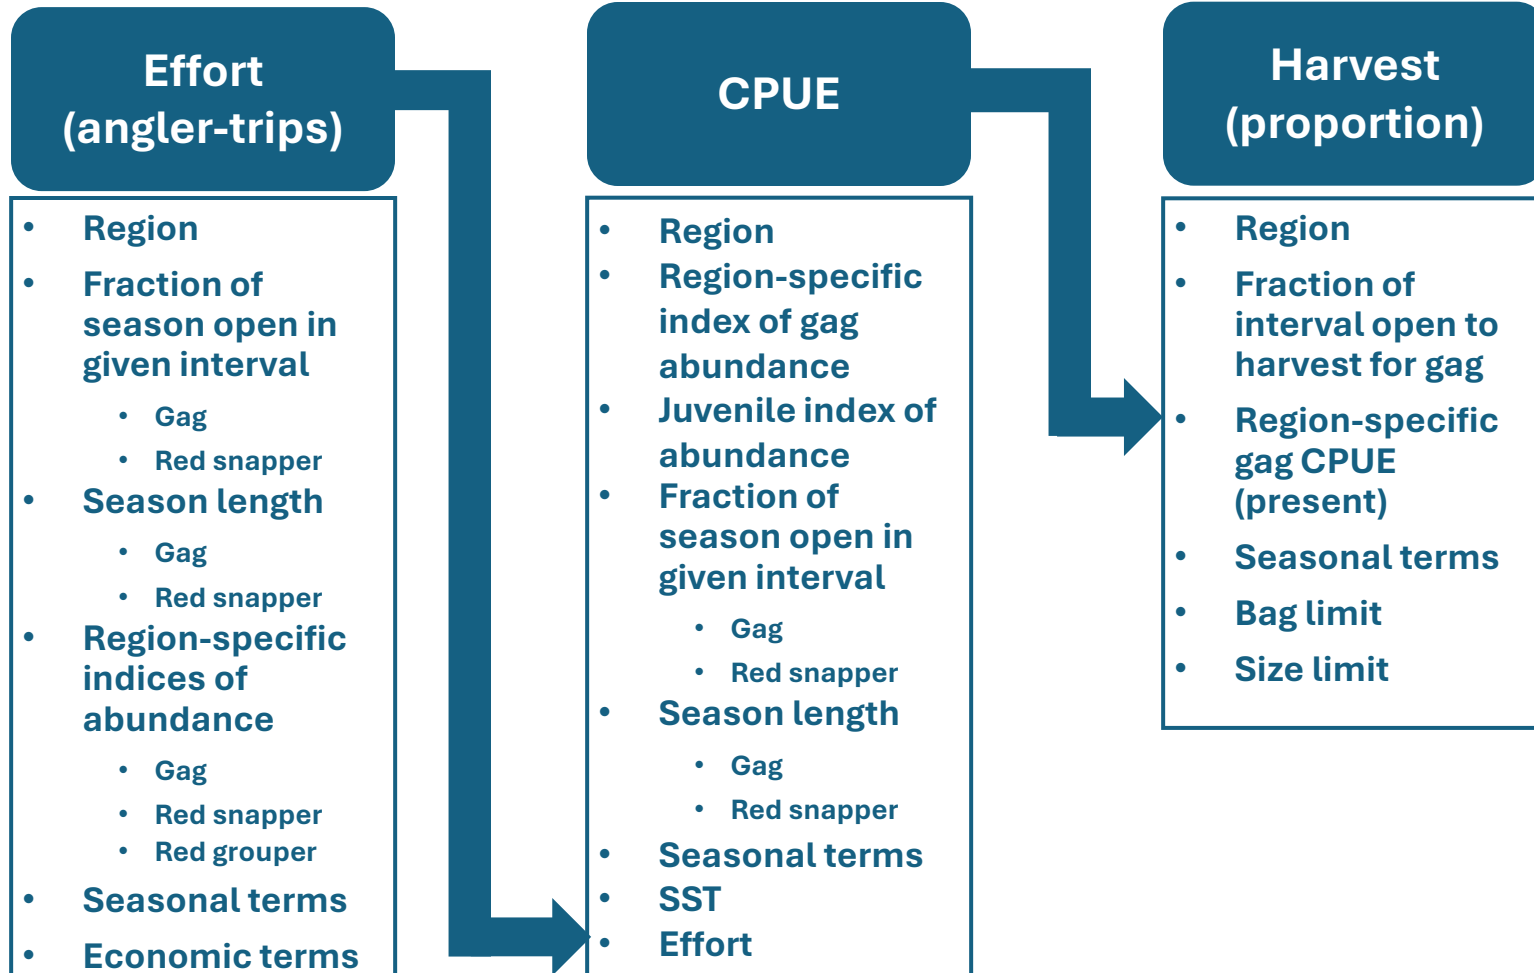 Effort
(angler-trips)
• Region
• Fraction of
season open in
given interval
• Gag
• Red snapper
• Season length
• Gag
• Red snapper
• Region-specific
indices of
abundance
• Gag
• Red snapper
• Red grouper
• Seasonal terms
• Economic terms
CPUE
• Region
• Region-specific
index of gag
abundance
• Juvenile index of
abundance
• Fraction of
season open in
given interval
• Gag
• Red snapper
• Season length
• Gag
• Red snapper
• Seasonal terms
• SST
• Effort
Harvest
(proportion)
• Region
• Fraction of
interval open to
harvest for gag
• Region-specific
gag CPUE
(present)
• Seasonal terms
• Bag limit
• Size limit